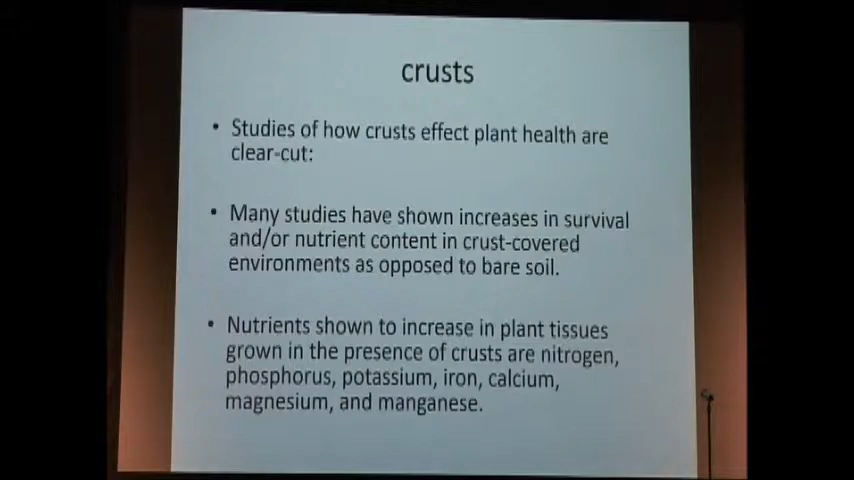 crusts
• Studies of how crusts effect plant health are
clear-cut:
• Many studies have shown increases in survival
and/or nutrient content in crust-covered
environments as opposed to bare soil.
• Nutrients shown to increase in plant tissues
grown in the presence of crusts are nitrogen,
phosphorus, potassium, iron, calcium,
magnesium, and manganese.